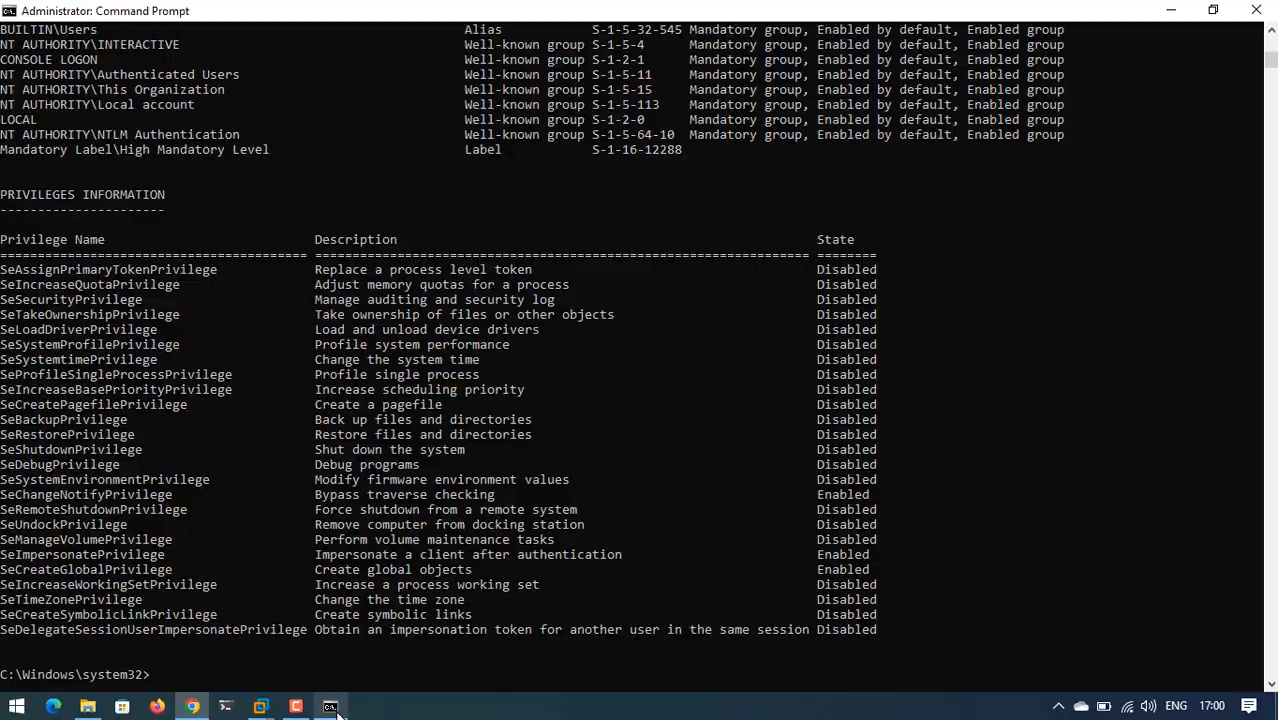 Administrator: Command Prompt
BUILTIN\Users Alias S-1-5-32-545 Mandatory group, Enabled by default, Enabled group
NT AUTHORITY\INTERACTIVE Well-known group S-1-5-4 Mandatory group, Enabled by default, Enabled group
CONSOLE LOGON Well-known group S-1-2-1 Mandatory group, Enabled by default, Enabled group
NT AUTHORITY\Authenticated Users Well-known group S-1-5-11 Mandatory group, Enabled by default, Enabled group
NT AUTHORITY\This Organization Well-known group S-1-5-15 Mandatory group, Enabled by default, Enabled group
NT AUTHORITY\Local account Well-known group S-1-5-113 Mandatory group, Enabled by default, Enabled group
LOCAL Well-known group S-1-2-0 Mandatory group, Enabled by default, Enabled group
NT AUTHORITY\NTLM Authentication Well-known group S-1-5-64-10 Mandatory group, Enabled by default, Enabled group
Mandatory Label\High Mandatory Level Label S-1-16-12288
PRIVILEGES INFORMATION
----------------------
Privilege Name Description State
========================================= ================================================================== ========
SeAssignPrimaryTokenPrivilege Replace a process level token Disabled
SeIncreaseQuotaPrivilege Adjust memory quotas for a process Disabled
SeSecurityPrivilege Manage auditing and security log Disabled
SeTakeOwnershipPrivilege Take ownership of files or other objects Disabled
SeLoadDriverPrivilege Load and unload device drivers Disabled
SeSystemProfilePrivilege Profile system performance Disabled
SeSystemtimePrivilege Change the system time Disabled
SeProfileSingleProcessPrivilege Profile single process Disabled
SeIncreaseBasePriorityPrivilege Increase scheduling priority Disabled
SeCreatePagefilePrivilege Create a pagefile Disabled
SeBackupPrivilege Back up files and directories Disabled
SeRestorePrivilege Restore files and directories Disabled
SeShutdownPrivilege Shut down the system Disabled
SeDebugPrivilege Debug programs Disabled
SeSystemEnvironmentPrivilege Modify firmware environment values Disabled
SeChangeNotifyPrivilege Bypass traverse checking Enabled
SeRemoteShutdownPrivilege Force shutdown from a remote system Disabled
SeUndockPrivilege Remove computer from docking station Disabled
SeManageVolumePrivilege Perform volume maintenance tasks Disabled
SeImpersonatePrivilege Impersonate a client after authentication Enabled
SeCreateGlobalPrivilege Create global objects Enabled
SeIncreaseWorkingSetPrivilege Increase a process working set Disabled
SeTimeZonePrivilege Change the time zone Disabled
SeCreateSymbolicLinkPrivilege Create symbolic links Disabled
SeDelegateSessionUserImpersonatePrivilege Obtain an impersonation token for another user in the same session Disabled
C:\Windows\system32>
ENG 17:00